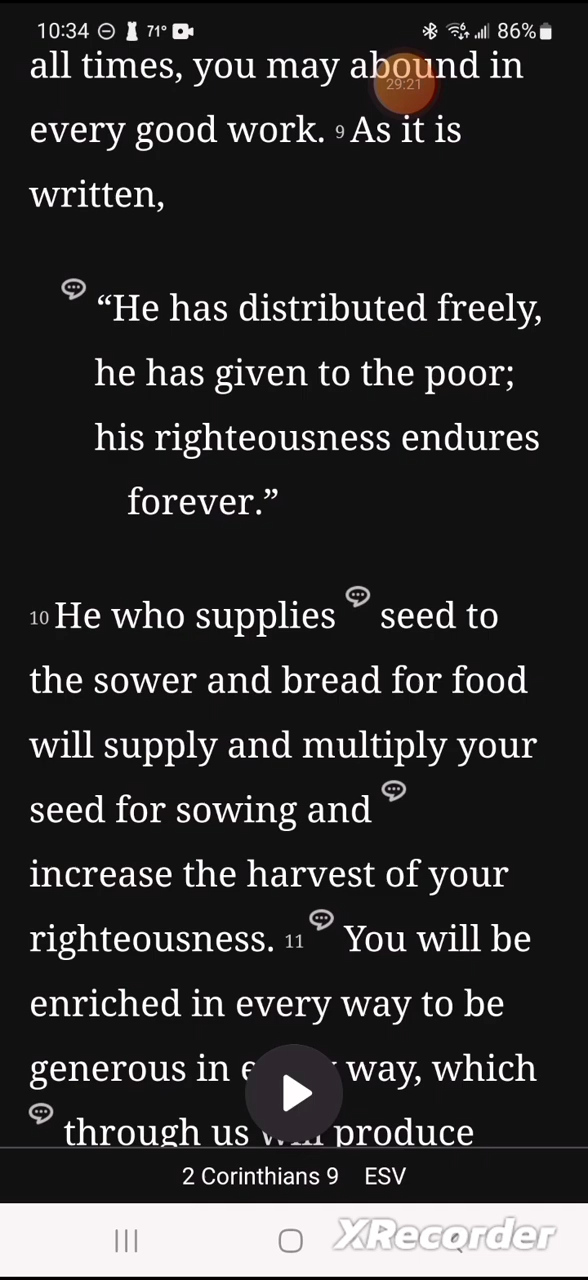 10:34 71° 86%
all times, you may abound in
29:21
every good work. 9 As it is
written,
“He has distributed freely,
he has given to the poor;
his righteousness endures
forever.”
10 He who supplies seed to
the sower and bread for food
will supply and multiply your
seed for sowing and
increase the harvest of your
righteousness. 11 You will be
enriched in every way to be
generous in way, which
through us will produce
2 Corinthians 9 ESV
XRecorder